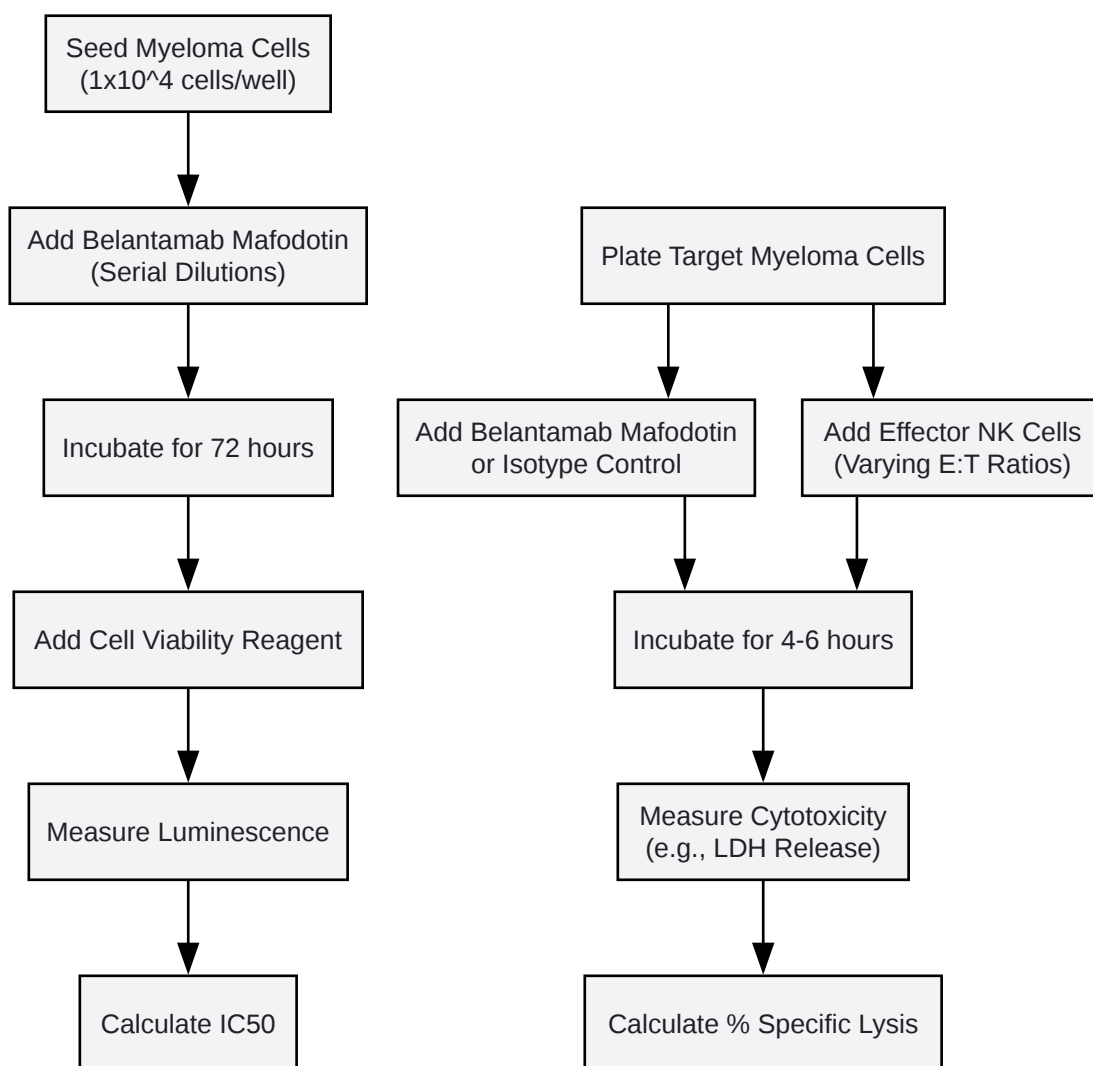 Seed Myeloma Cells
(1x10^4 cells/well)
Add Belantamab Mafodotin
(Serial Dilutions)
Incubate for 72 hours
Add Cell Viability Reagent
Measure Luminescence
Calculate IC50
Plate Target Myeloma Cells
Add Belantamab Mafodotin
or Isotype Control
Add Effector NK Cells
(Varying E:T Ratios)
Incubate for 4-6 hours
Measure Cytotoxicity
(e.g., LDH Release)
Calculate % Specific Lysis